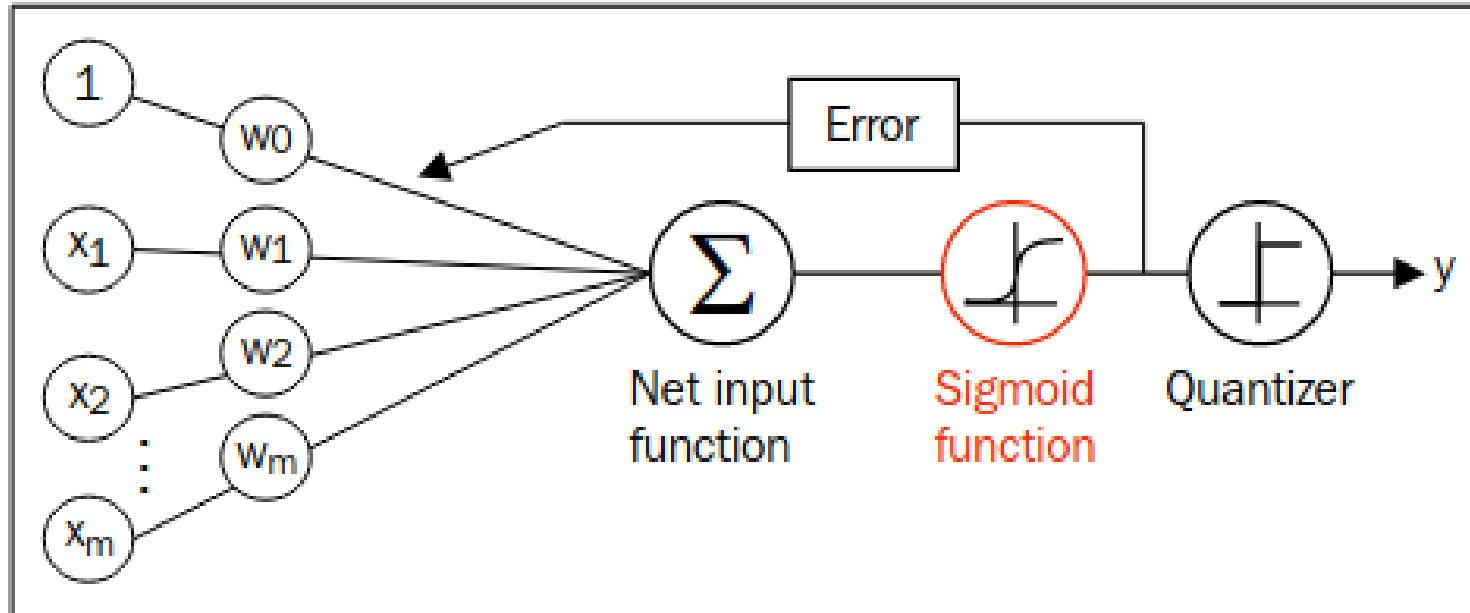 1
w0
Error
x1
w1
Σ
y
w2
x2
Net input
function
Sigmoid
function
Quantizer
wm
xm